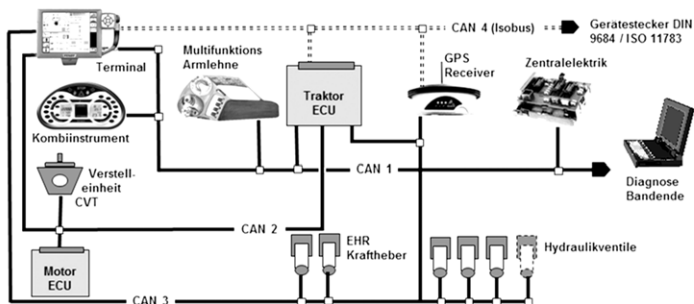 CAN 4 (Isobus)
Gerätestecker DIN
9684 / ISO 11783
Terminal
Multifunktions
Armlehne
GPS
Receiver
Zentralelektrik
Traktor
ECU
Kombiinstrument
CAN 1
Diagnose
Bandende
Verstell-
einheit
CVT
CAN 2
EHR
Kraftheber
Hydraulikventile
Motor
ECU
CAN 3